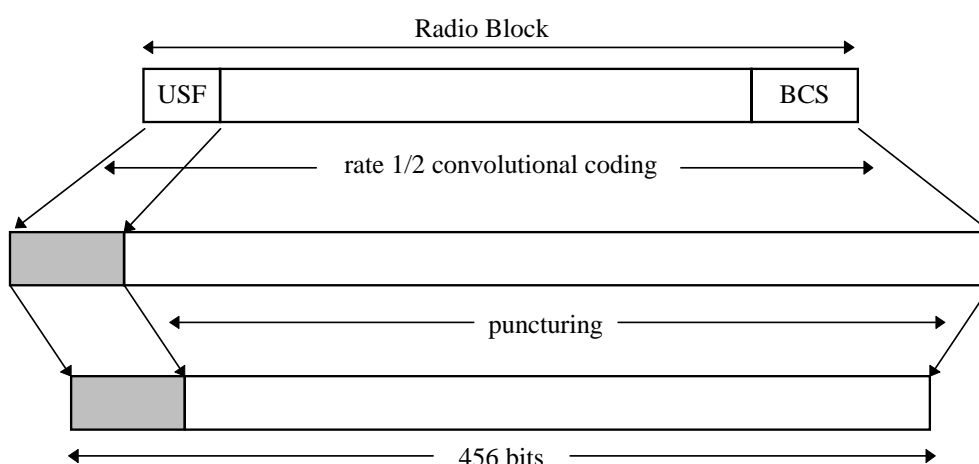 Radio Block
USF
BCS
rate 1/2 convolutional coding
puncturing
456 bits